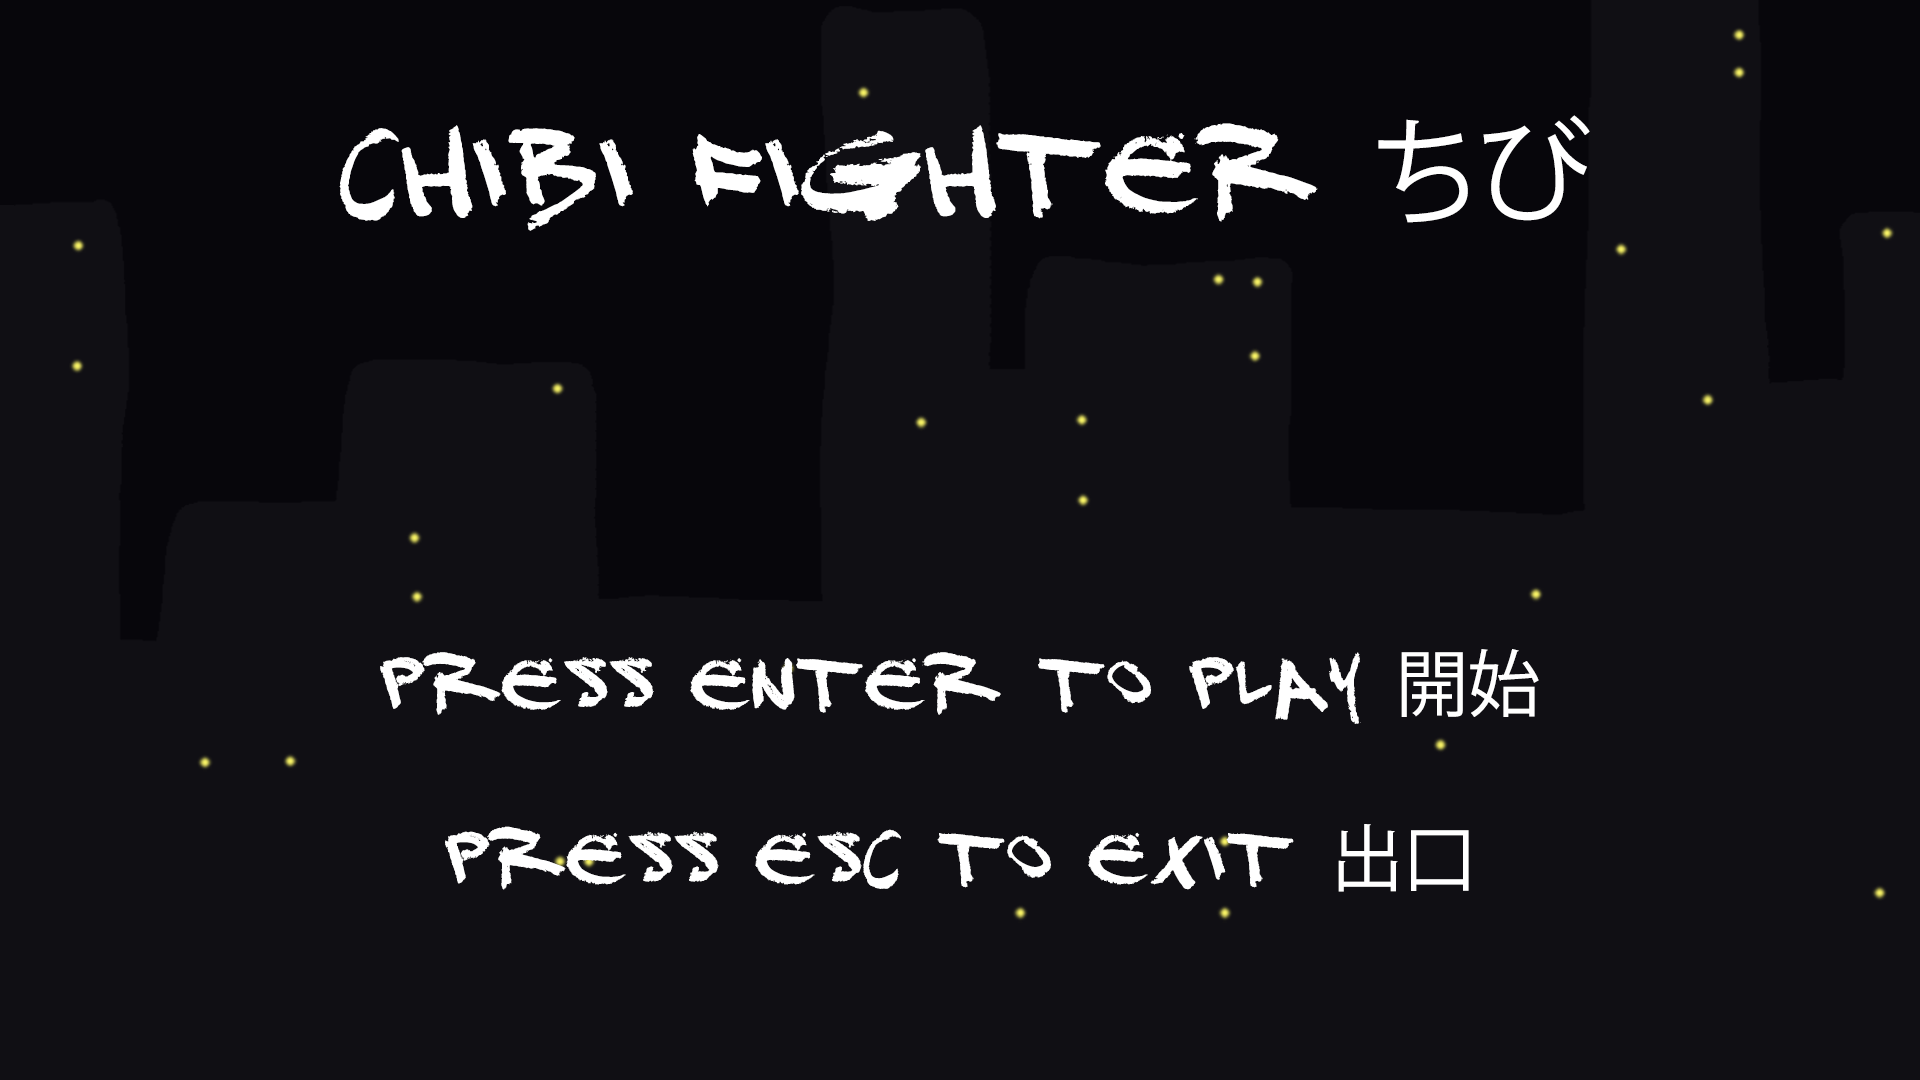 CHIBI FIGHTER ちび
PRESS ENTER TO PLAY 開始
PRESS ESC TO EXIT 出口